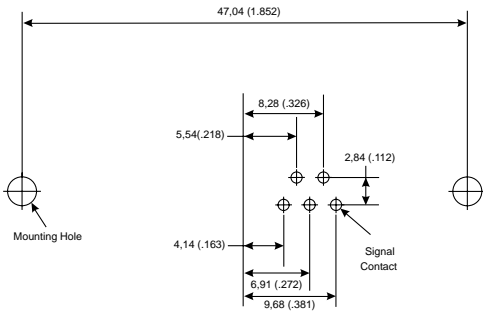 47,04 (1.852)
8,28 (.326)
5,54(.218)
2,84 (.112)
Mounting Hole
4,14 (.163)
Signal
Contact
6,91 (.272)
9,68 (.381)